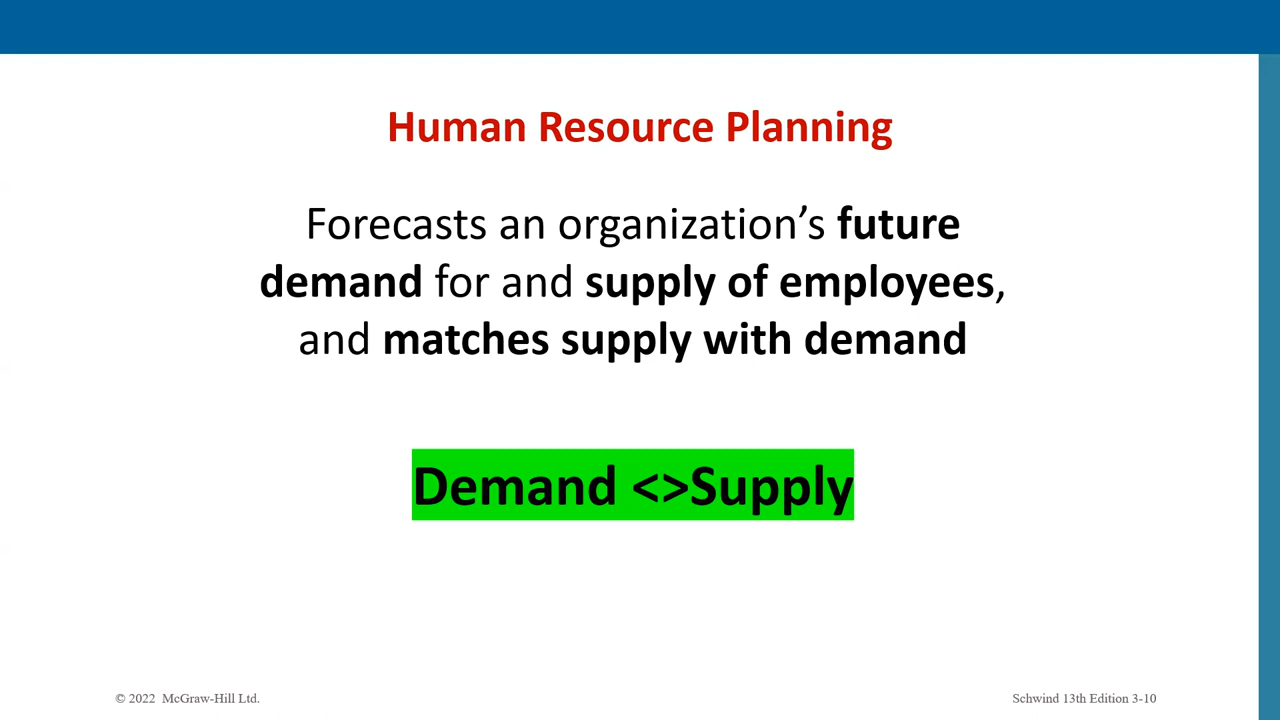 Human Resource Planning
Forecasts an organization’s future
demand for and supply of employees,
and matches supply with demand
Demand <>Supply
© 2022 McGraw-Hill Ltd.
Schwind 13th Edition 3-10